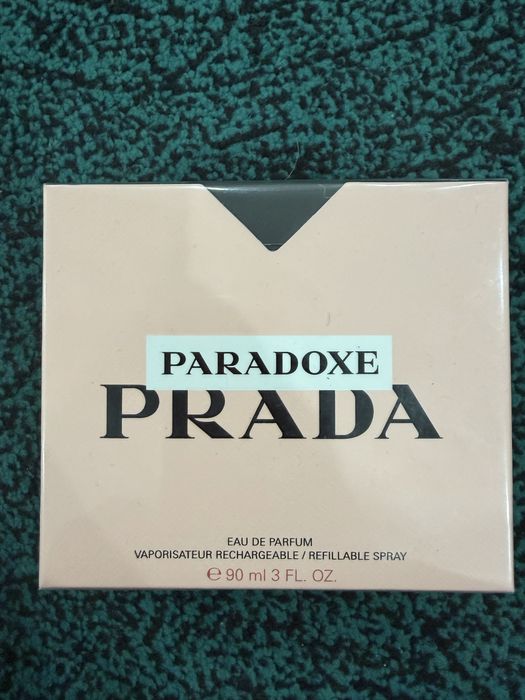 PARADOXE
PRADA
EAU DE PARFUM
VAPORISATEUR RECHARGEABLE / REFILLABLE SPRAY
℮ 90 ml 3 FL. OZ.